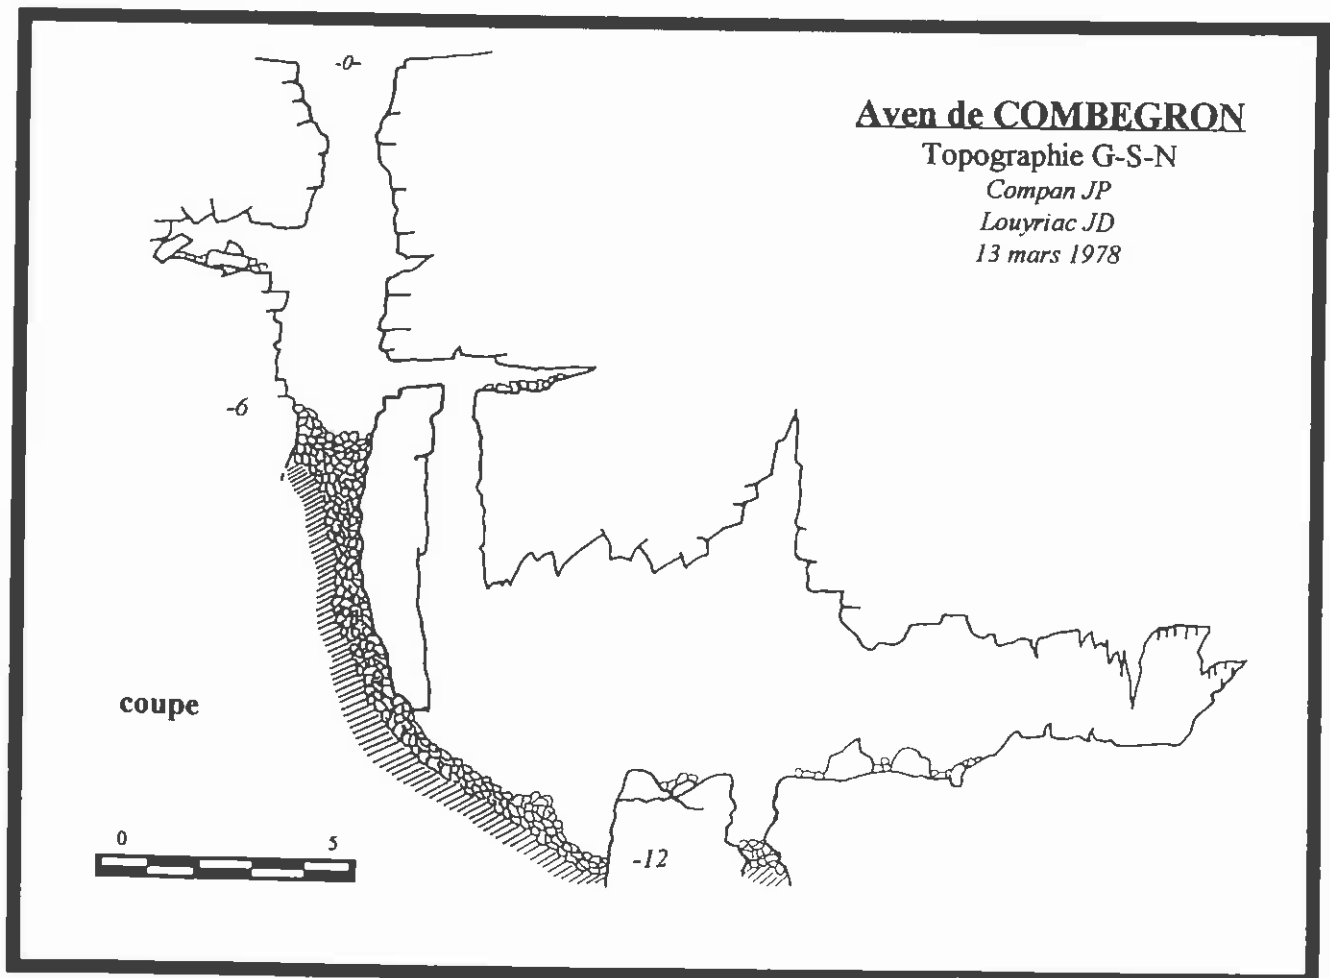 -0-
Aven de COMBEGRON
Topographie G-S-N
Compan JP
Louyriac JD
13 mars 1978
-6
coupe
0 5
-12